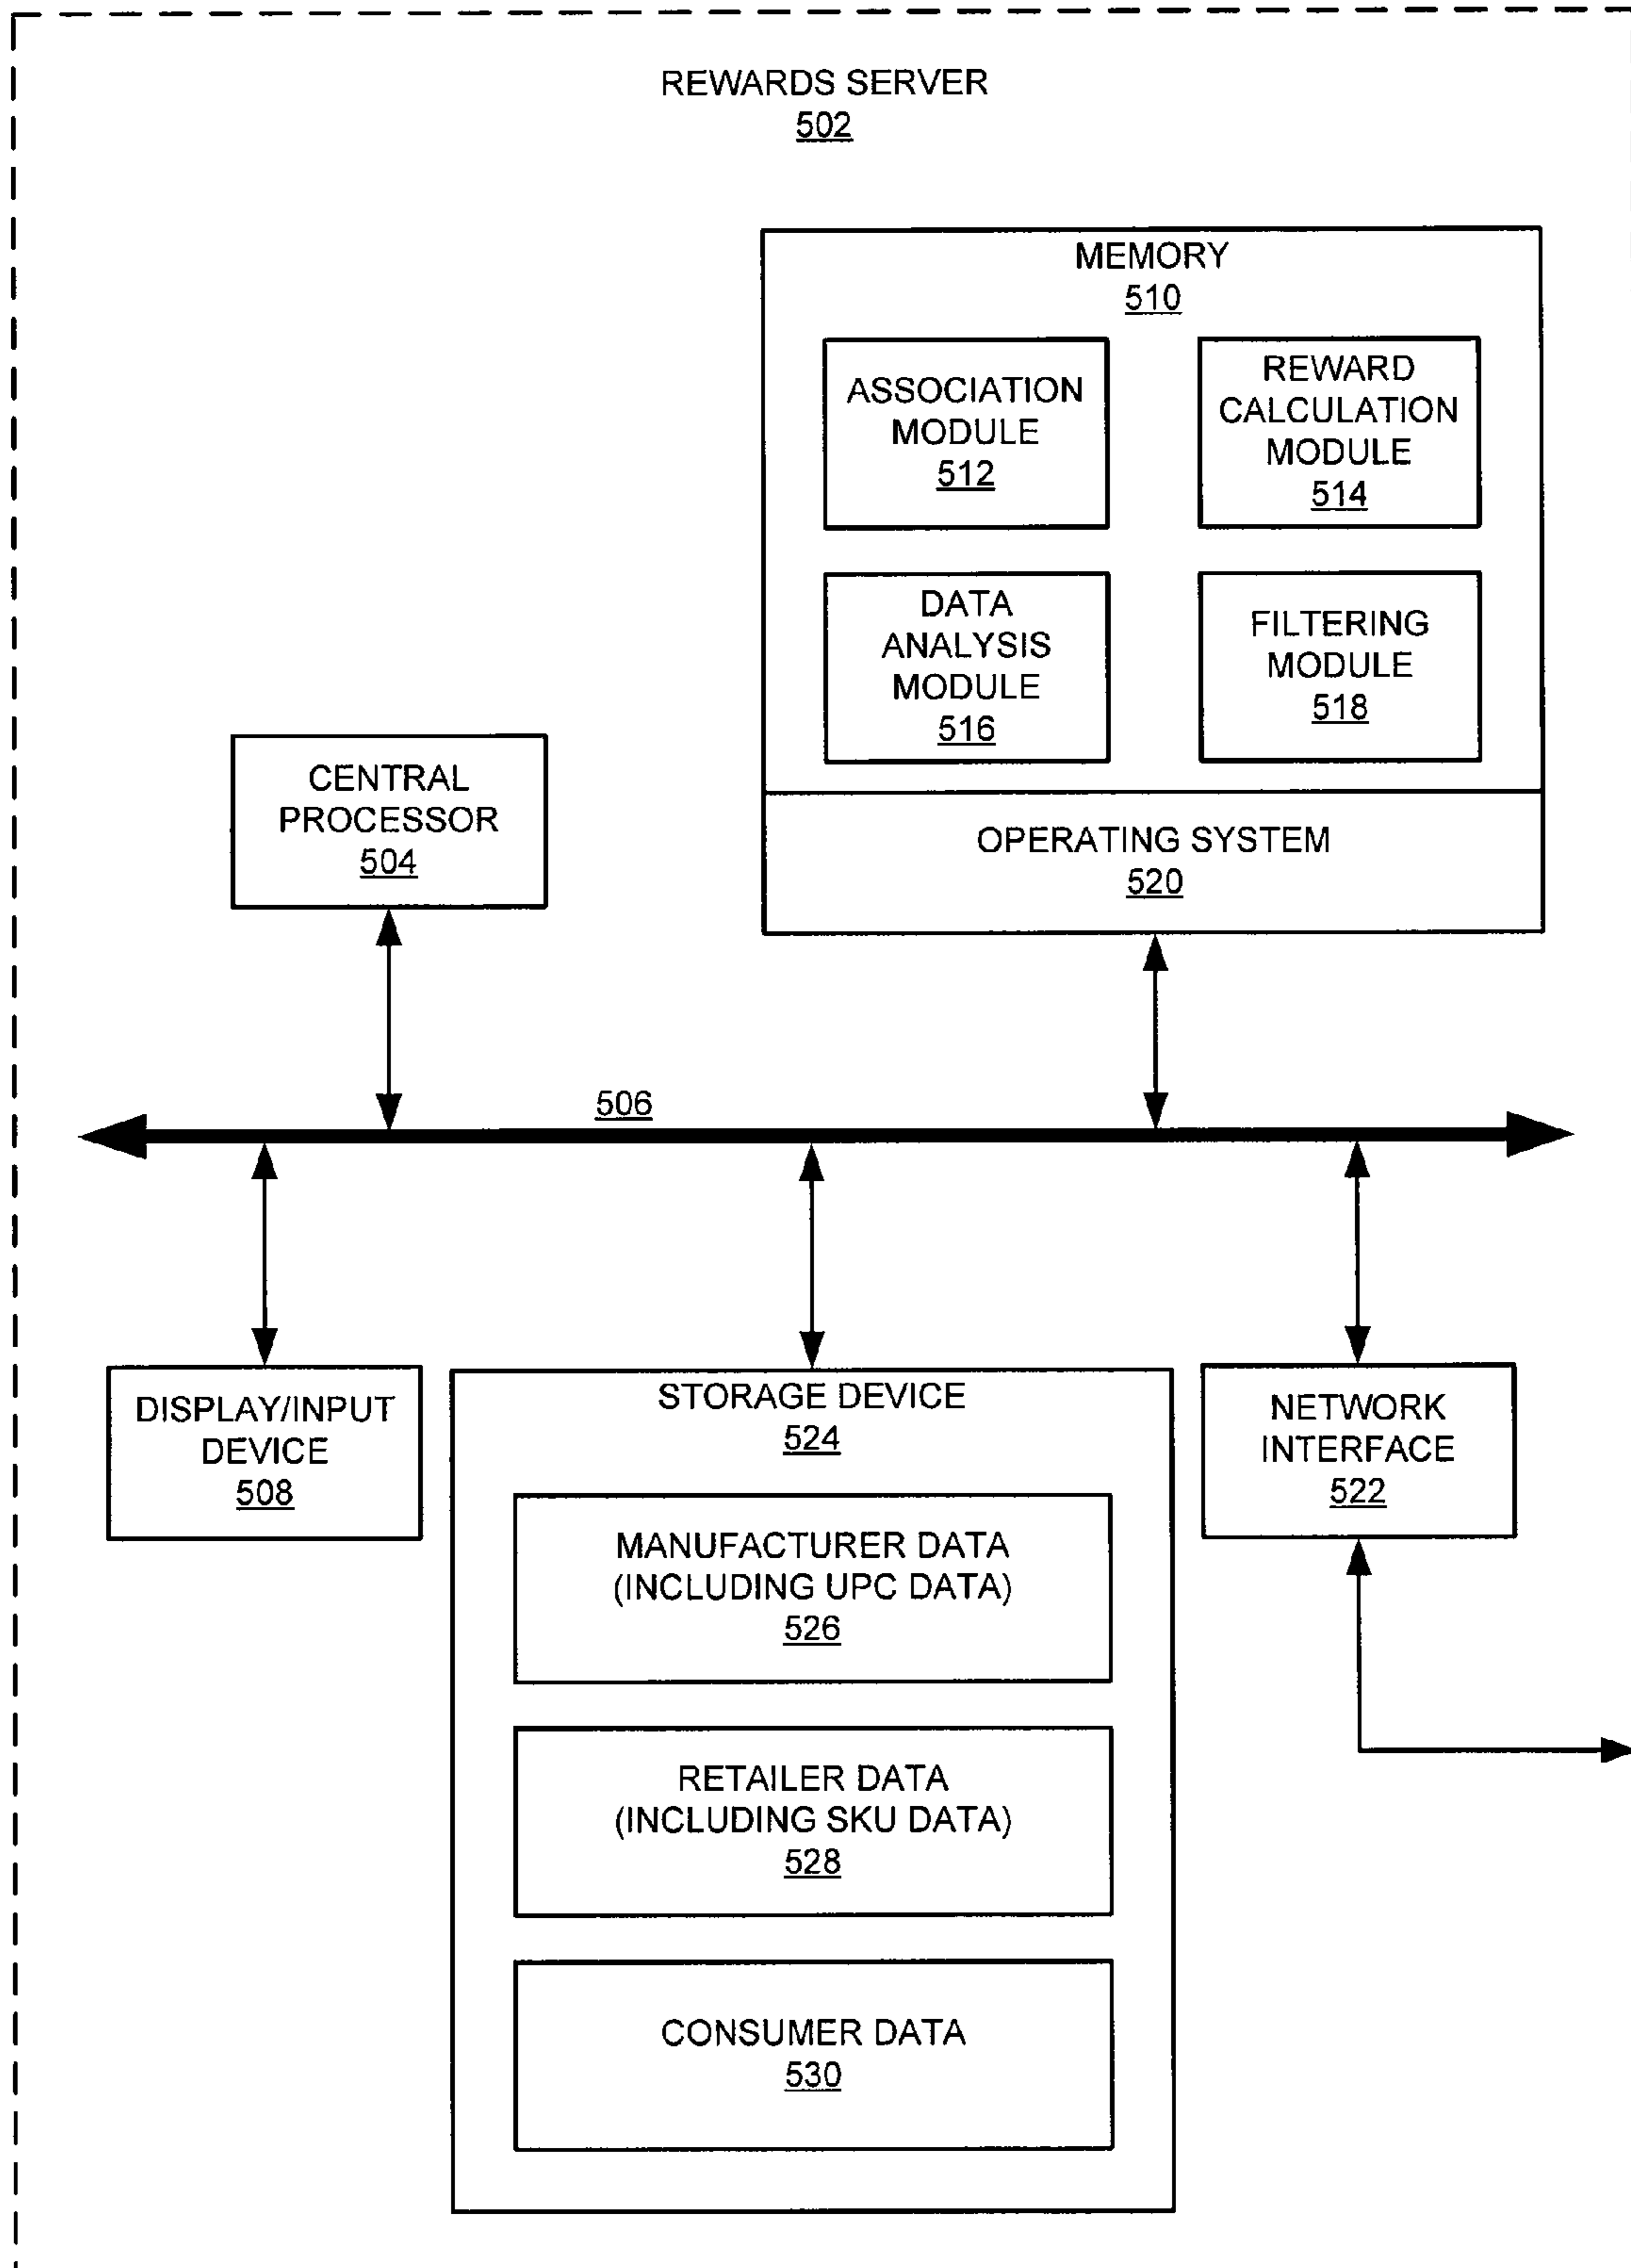 REWARDS SERVER
502
MEMORY
510
ASSOCIATION
MODULE
512
REWARD
CALCULATION
MODULE
514
DATA
ANALYSIS
MODULE
516
FILTERING
MODULE
518
CENTRAL
PROCESSOR
504
OPERATING SYSTEM
520
506
DISPLAY/INPUT
DEVICE
508
STORAGE DEVICE
524
MANUFACTURER DATA
(INCLUDING UPC DATA)
526
RETAILER DATA
(INCLUDING SKU DATA)
528
CONSUMER DATA
530
NETWORK
INTERFACE
522